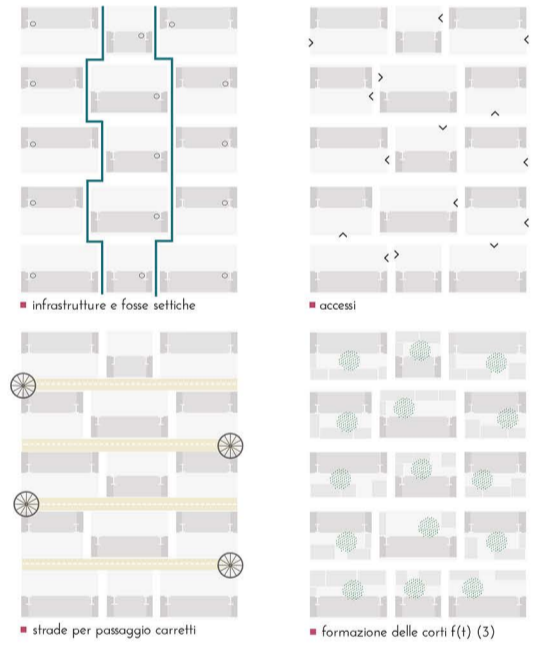 infrastrutture e fosse settiche
accessi
strade per passaggio carretti
formazione delle corti f(t) (3)